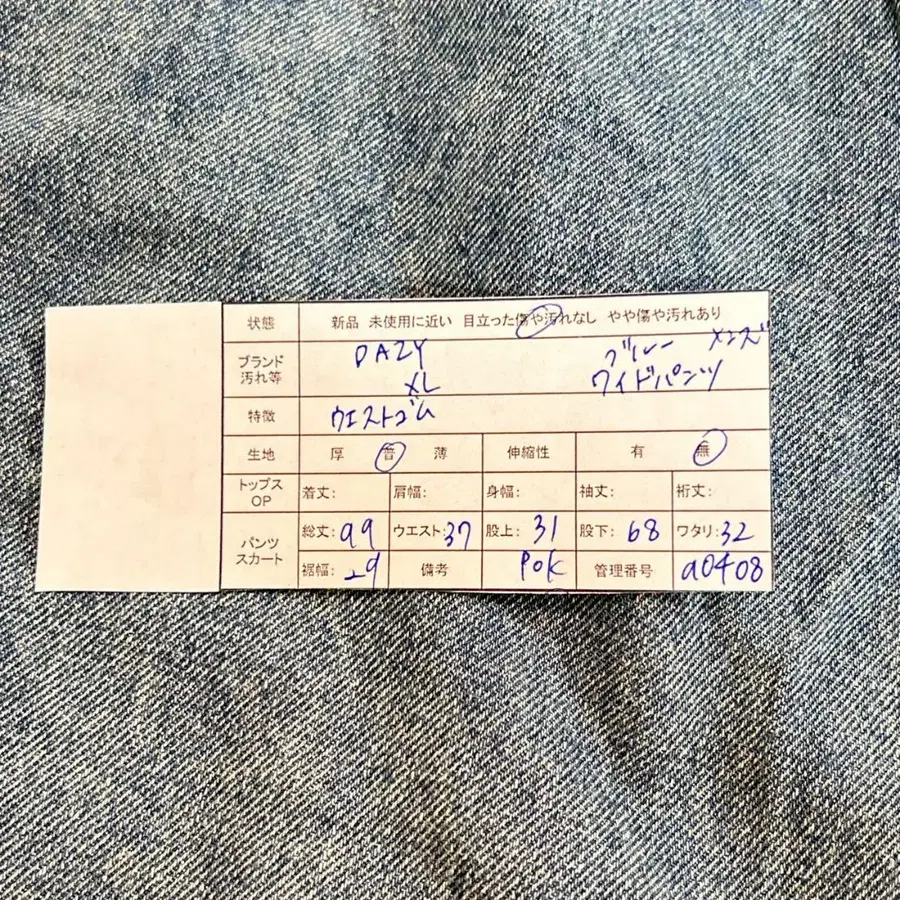 状態 新品 未使用に近い 目立った傷や汚れなし やや傷や汚れあり
ブランド 汚れ等 DAZY XL グレー メンズ ワイドパンツ
特徴 ウエストゴム
生地 厚 普 薄 伸縮性 有 無
トップス OP 着丈: 肩幅: 身幅: 袖丈: 裄丈:
パンツ スカート 総丈: 99 ウエスト: 37 股上: 31 股下: 68 ワタリ: 32
裾幅: 29 備考 POK 管理番号 a0408